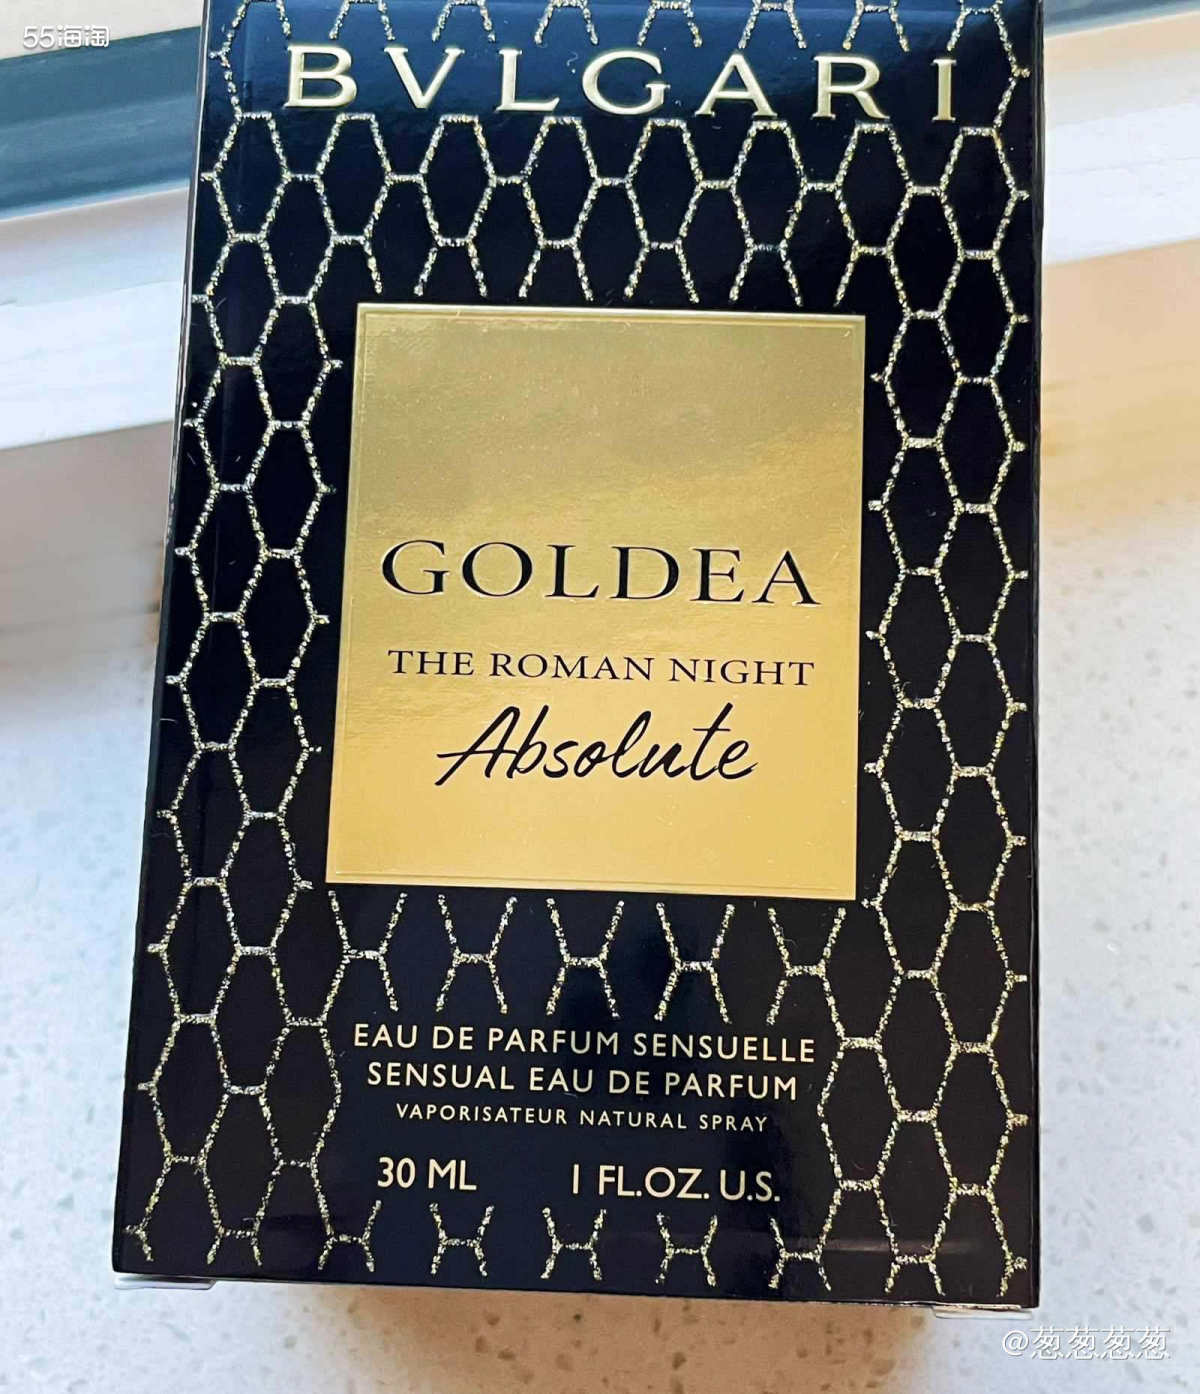 55海淘
BVLGARI
GOLDEA
THE ROMAN NIGHT
Absolute
EAU DE PARFUM SENSUELLE
SENSUAL EAU DE PARFUM
VAPORISATEUR NATURAL SPRAY
30 ML 1 FL.OZ. U.S.
@葱葱葱葱